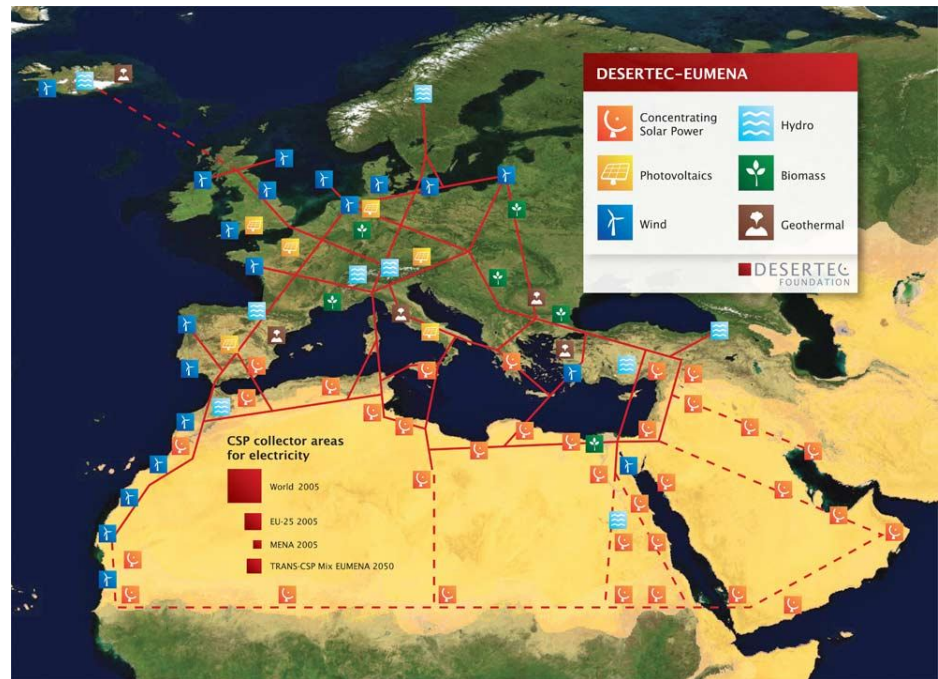 DESERTEC–EUMENA
Concentrating
Solar Power
Hydro
Photovoltaics
Biomass
Wind
Geothermal
DESERTEC
FOUNDATION
CSP collector areas
for electricity
World 2005
EU-25 2005
MENA 2005
TRANS-CSP Mix EUMENA 2050